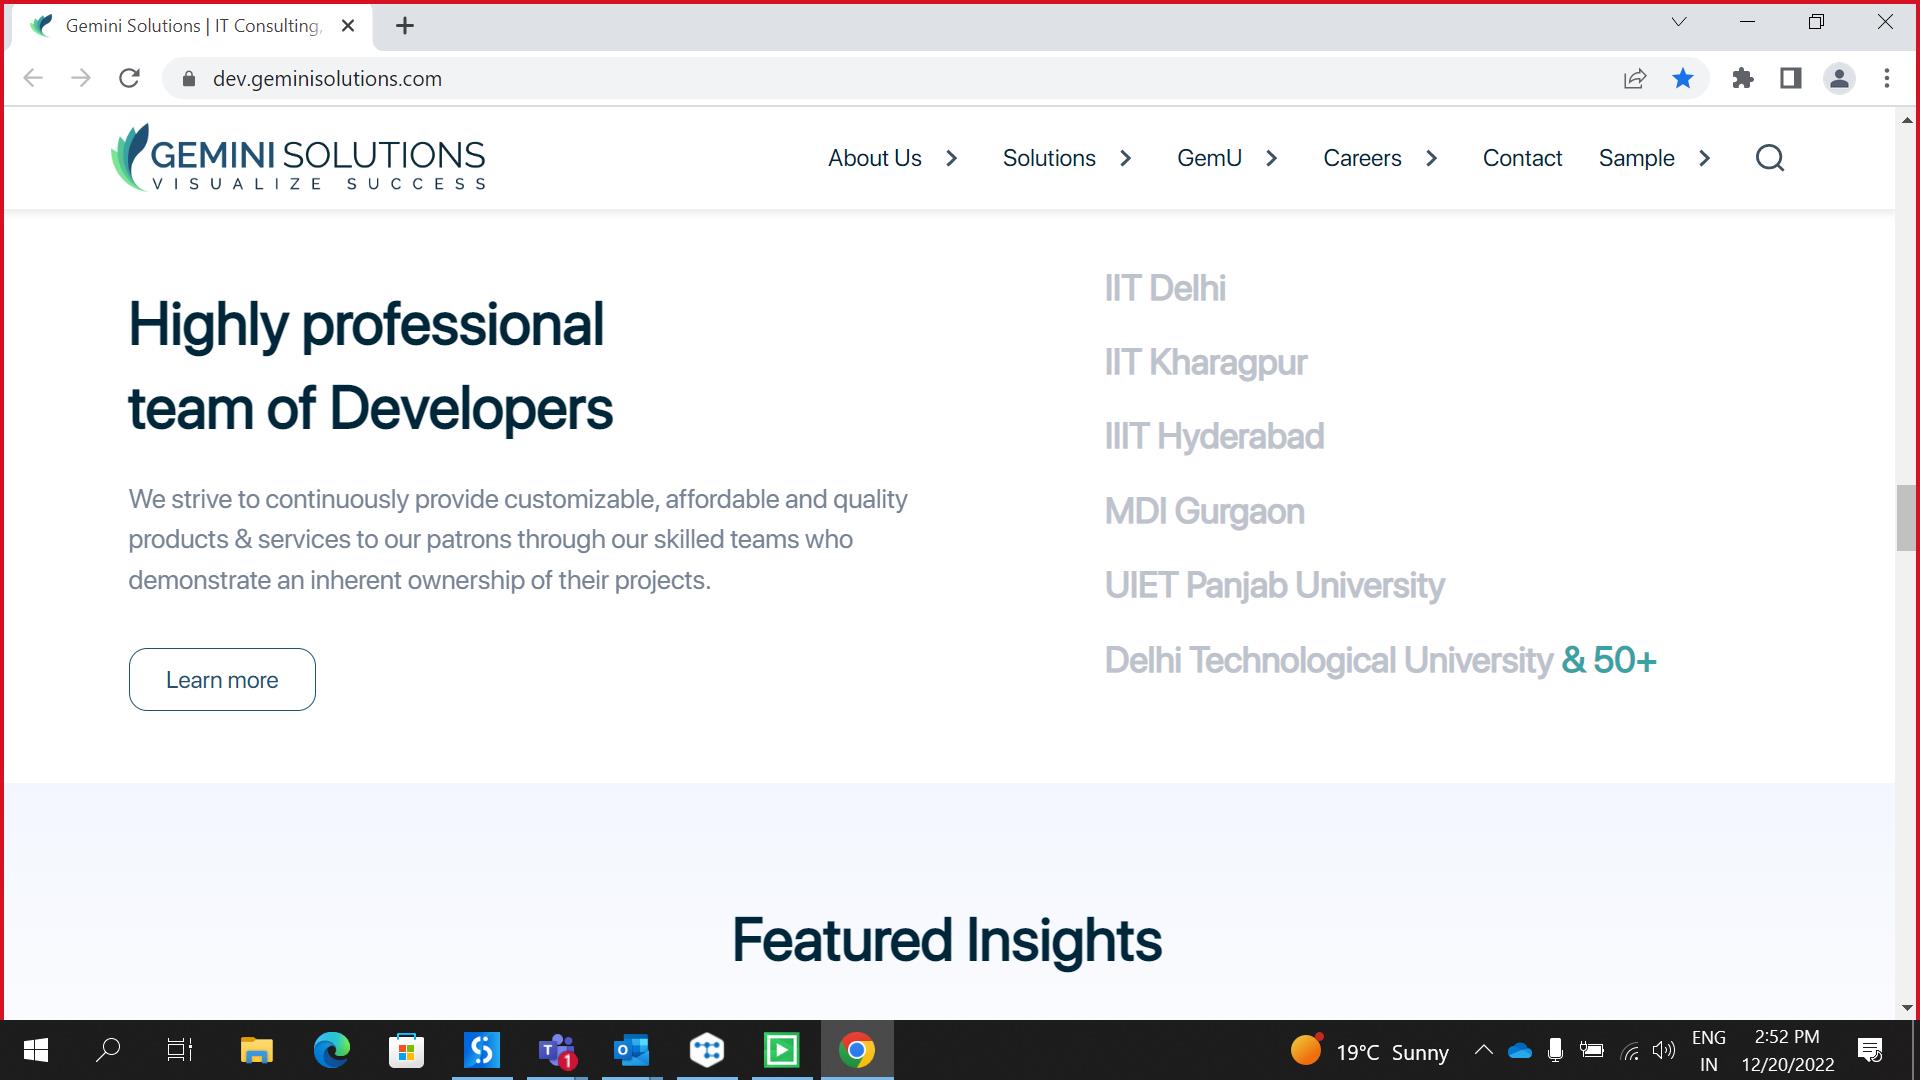 Gemini Solutions | IT Consulting,
dev.geminisolutions.com
GEMINI SOLUTIONS
VISUALIZE SUCCESS
About Us
Solutions
GemU
Careers
Contact
Sample
Highly professional
team of Developers
We strive to continuously provide customizable, affordable and quality
products & services to our patrons through our skilled teams who
demonstrate an inherent ownership of their projects.
Learn more
IIT Delhi
IIT Kharagpur
IIIT Hyderabad
MDI Gurgaon
UIET Panjab University
Delhi Technological University & 50+
Featured Insights
1
19°C Sunny
ENG
IN
2:52 PM
12/20/2022